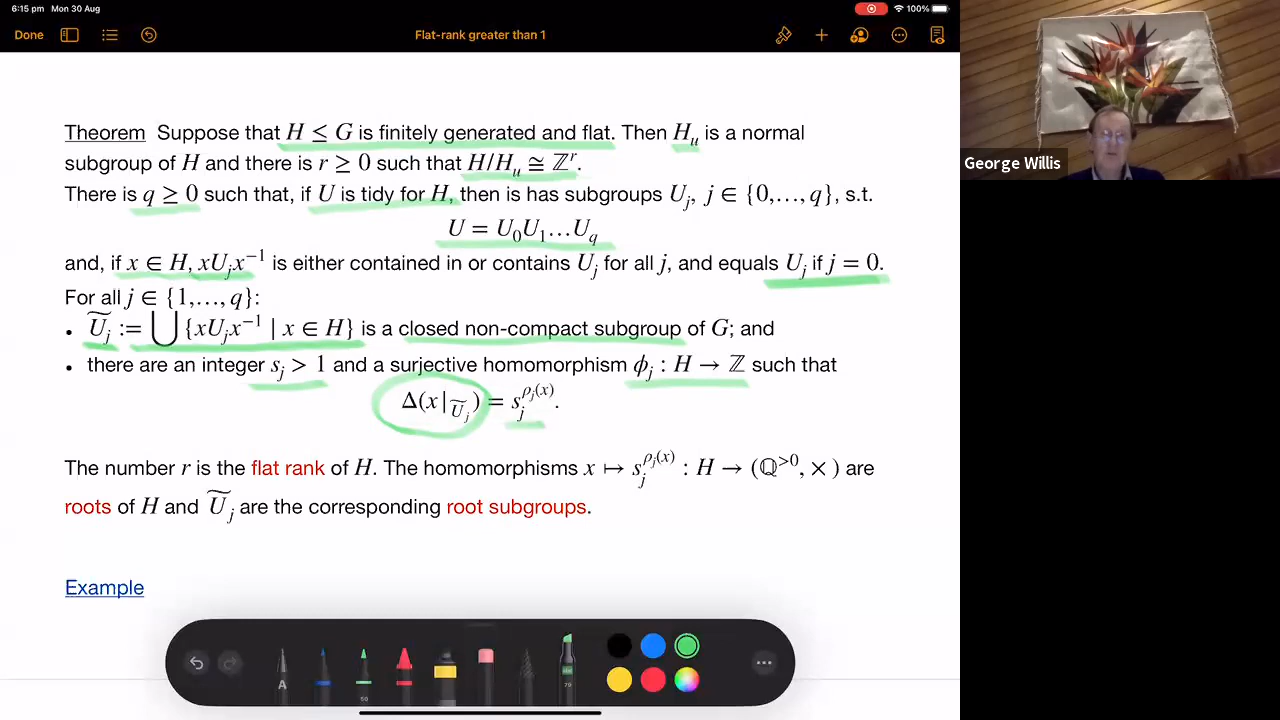 6:15 pm Mon 30 Aug
100%
Done
Flat-rank greater than 1
Theorem Suppose that H ≤ G is finitely generated and flat. Then H_u is a normal
subgroup of H and there is r ≥ 0 such that H/H_u ≅ ℤ^r.
There is q ≥ 0 such that, if U is tidy for H, then is has subgroups U_j, j ∈ {0,…,q}, s.t.
U = U_0U_1…U_q
and, if x ∈ H, xU_jx^{-1} is either contained in or contains U_j for all j, and equals U_j if j = 0.
For all j ∈ {1,…,q}:
• Ũ_j := ⋃ {xU_jx^{-1} | x ∈ H} is a closed non-compact subgroup of G; and
• there are an integer s_j > 1 and a surjective homomorphism ϕ_j : H → ℤ such that
Δ(x|_{Ũ_j}) = s_j^{ρ_j(x)}.
The number r is the flat rank of H. The homomorphisms x ↦ s_j^{ρ_j(x)} : H → (ℚ^{>0}, ×) are
roots of H and Ũ_j are the corresponding root subgroups.
Example
A
59
79
George Willis